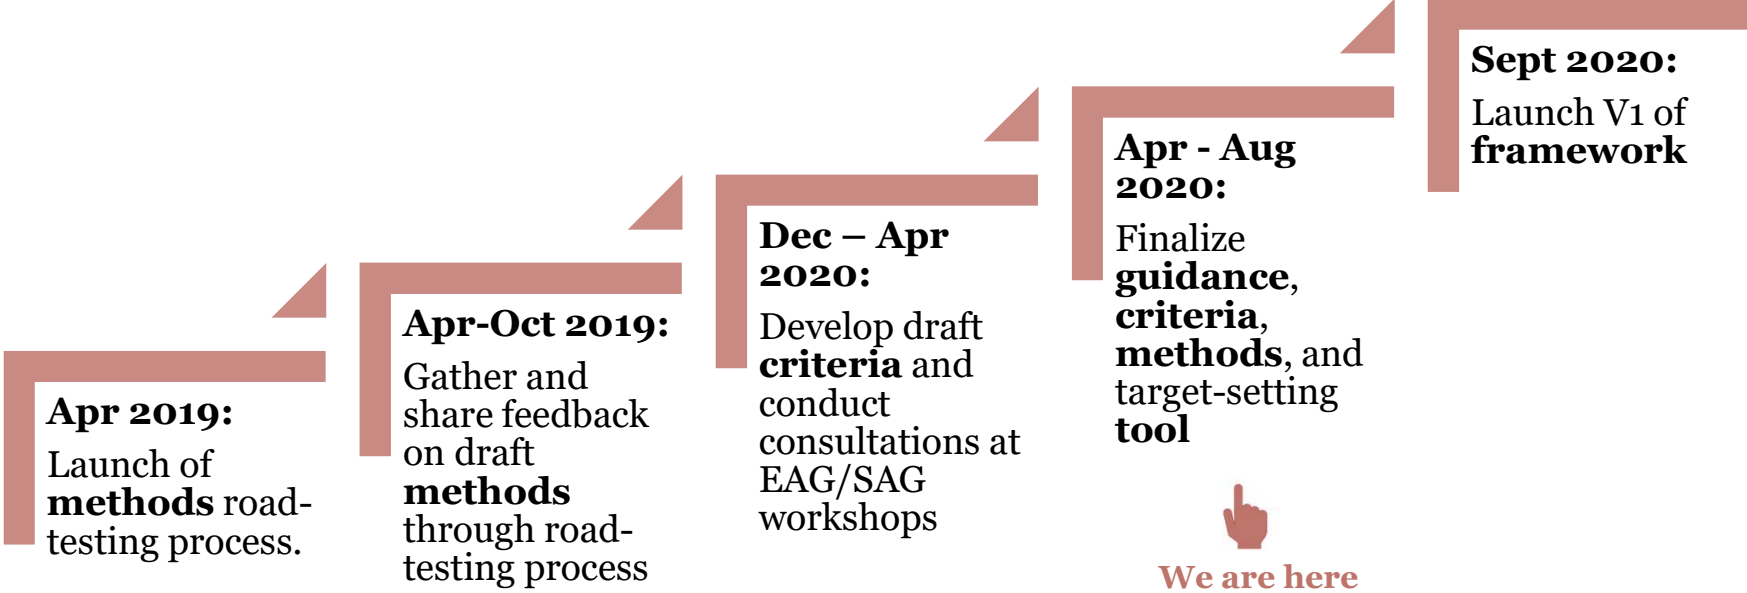 Apr 2019:
Launch of
methods road-
testing process.
Apr-Oct 2019:
Gather and
share feedback
on draft
methods
through road-
testing process
Dec – Apr
2020:
Develop draft
criteria and
conduct
consultations at
EAG/SAG
workshops
Apr - Aug
2020:
Finalize
guidance,
criteria,
methods, and
target-setting
tool
We are here
Sept 2020:
Launch V1 of
framework